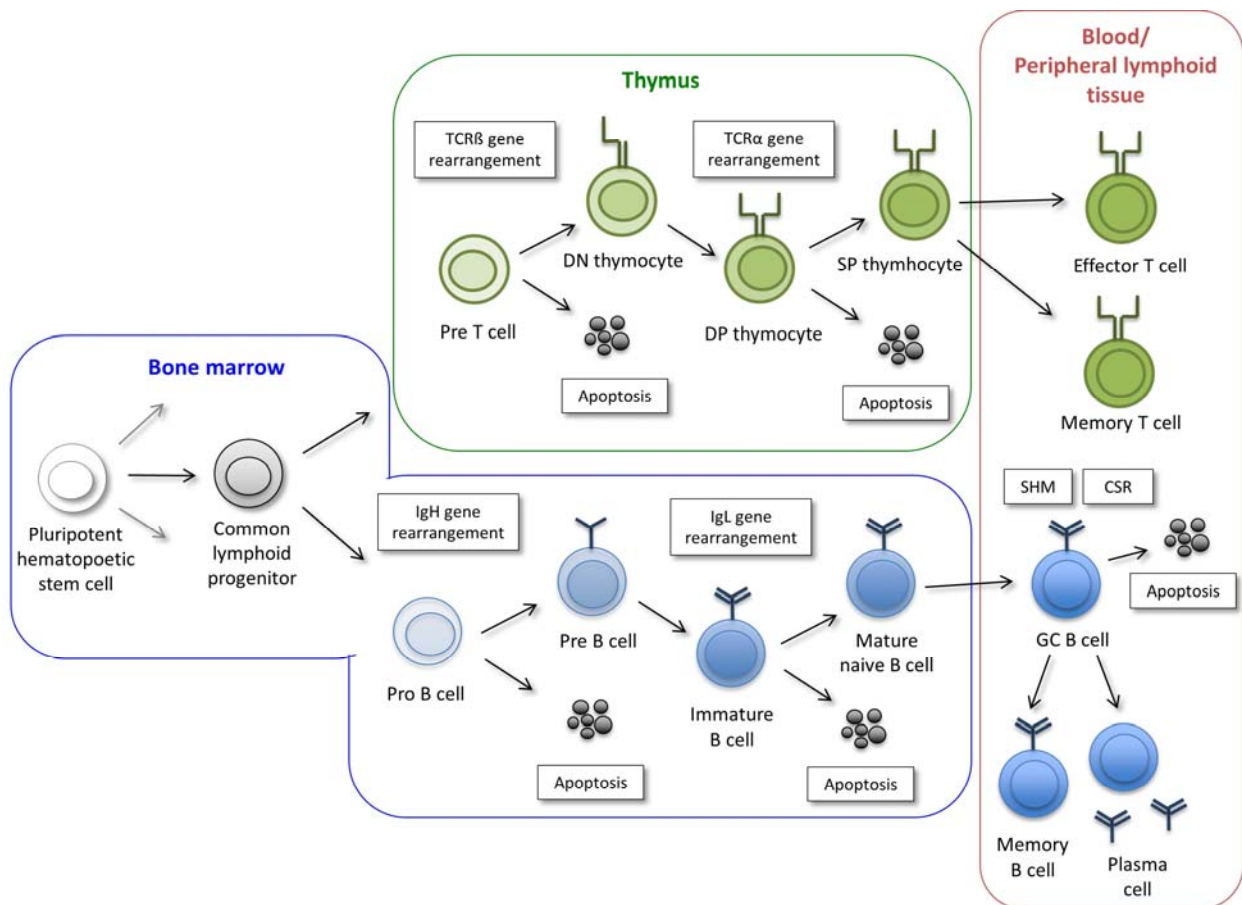 Blood/
Peripheral lymphoid
tissue
Thymus
TCRß gene
rearrangement
TCRα gene
rearrangement
DN thymocyte
SP thymhocyte
Effector T cell
Pre T cell
DP thymocyte
Apoptosis
Apoptosis
Memory T cell
Bone marrow
Pluripotent
hematopoetic
stem cell
Common
lymphoid
progenitor
IgH gene
rearrangement
IgL gene
rearrangement
SHM
CSR
Apoptosis
Pro B cell
Pre B cell
Immature
B cell
Mature
naive B cell
GC B cell
Apoptosis
Apoptosis
Memory
B cell
Plasma
cell